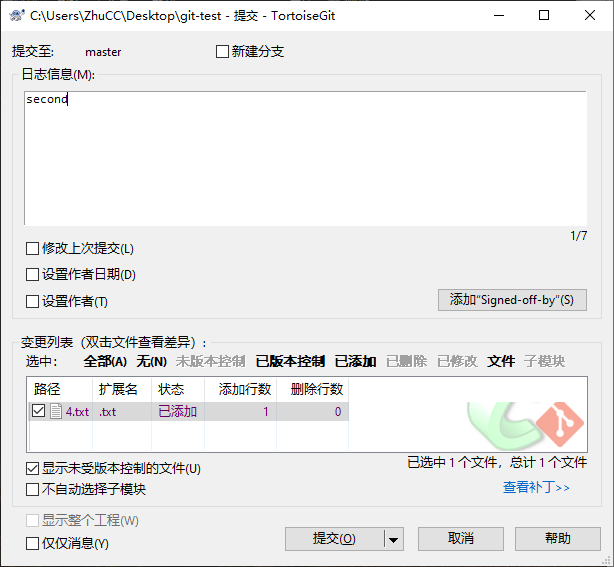 C:\Users\ZhuCC\Desktop\git-test - 提交 - TortoiseGit
提交至: master 新建分支
日志信息(M):
second
1/7
修改上次提交(L)
设置作者日期(D)
设置作者(T) 添加"Signed-off-by"(S)
变更列表（双击文件查看差异）:
选中: 全部(A) 无(N) 未版本控制 已版本控制 已添加 已删除 已修改 文件 子模块
路径 扩展名 状态 添加行数 删除行数
4.txt .txt 已添加 1 0
显示未受版本控制的文件(U) 已选中 1 个文件，总计 1 个文件
不自动选择子模块 查看补丁>>
显示整个工程(W)
仅仅消息(Y) 提交(O) 取消 帮助